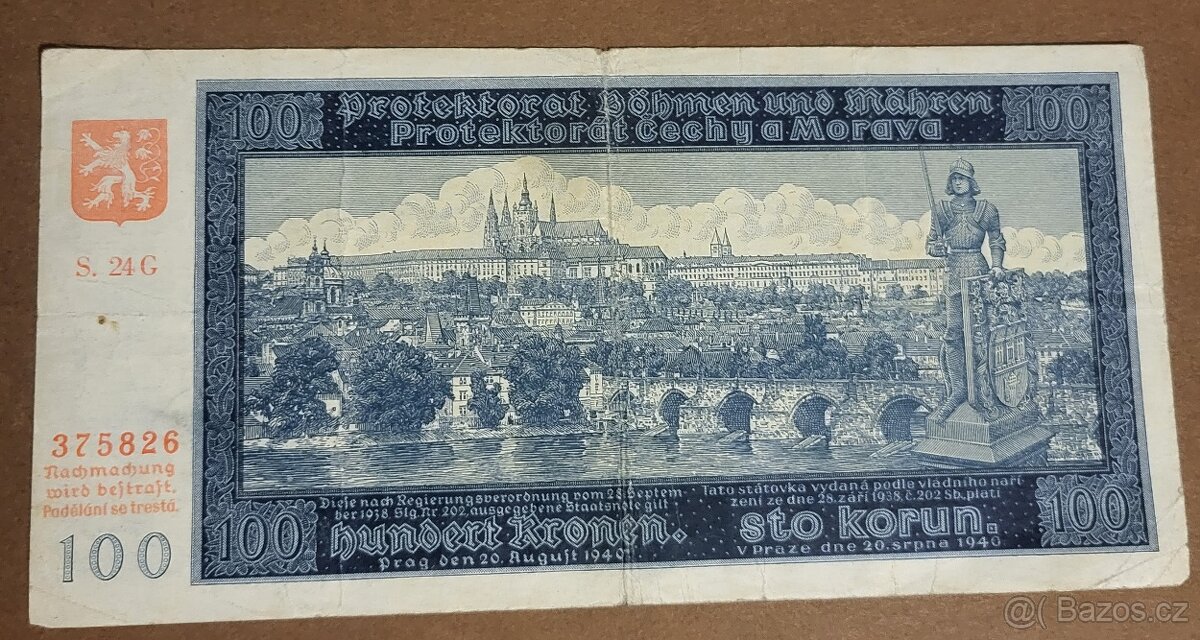 100 Protektorat Böhmen und Mähren 100
Protektorát Čechy a Morava
S. 24 G
375826
Nachmachung
wird bestraft.
Padělání se trestá.
100
Diese nach Regierungsverordnung vom 28. Septem-
ber 1938 Slg. Nr. 202, ausgegebene Staatsnote gilt
Hundert Kronen.
Prag den 20. August 1940
Tato státovka vydaná podle vládního naří
zení ze dne 28. září 1938, č. 202 Sb. platí
sto korun.
v Praze dne 20. srpna 1940
100 100
@( Bazos.cz